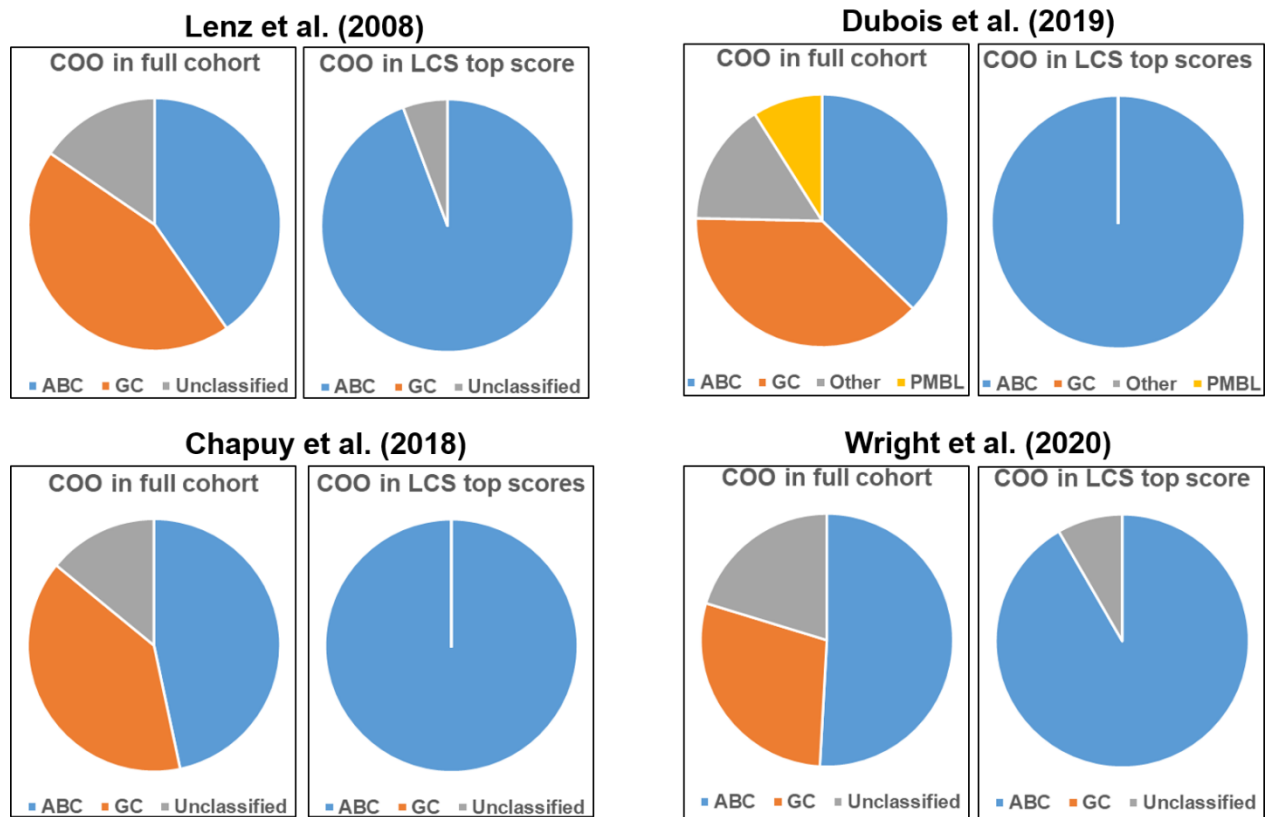 Lenz et al. (2008)
COO in full cohort
ABC GC Unclassified
COO in LCS top score
ABC GC Unclassified
Dubois et al. (2019)
COO in full cohort
ABC GC Other PMBL
COO in LCS top scores
ABC GC Other PMBL
Chapuy et al. (2018)
COO in full cohort
ABC GC Unclassified
COO in LCS top scores
ABC GC Unclassified
Wright et al. (2020)
COO in full cohort
ABC GC Unclassified
COO in LCS top score
ABC GC Unclassified